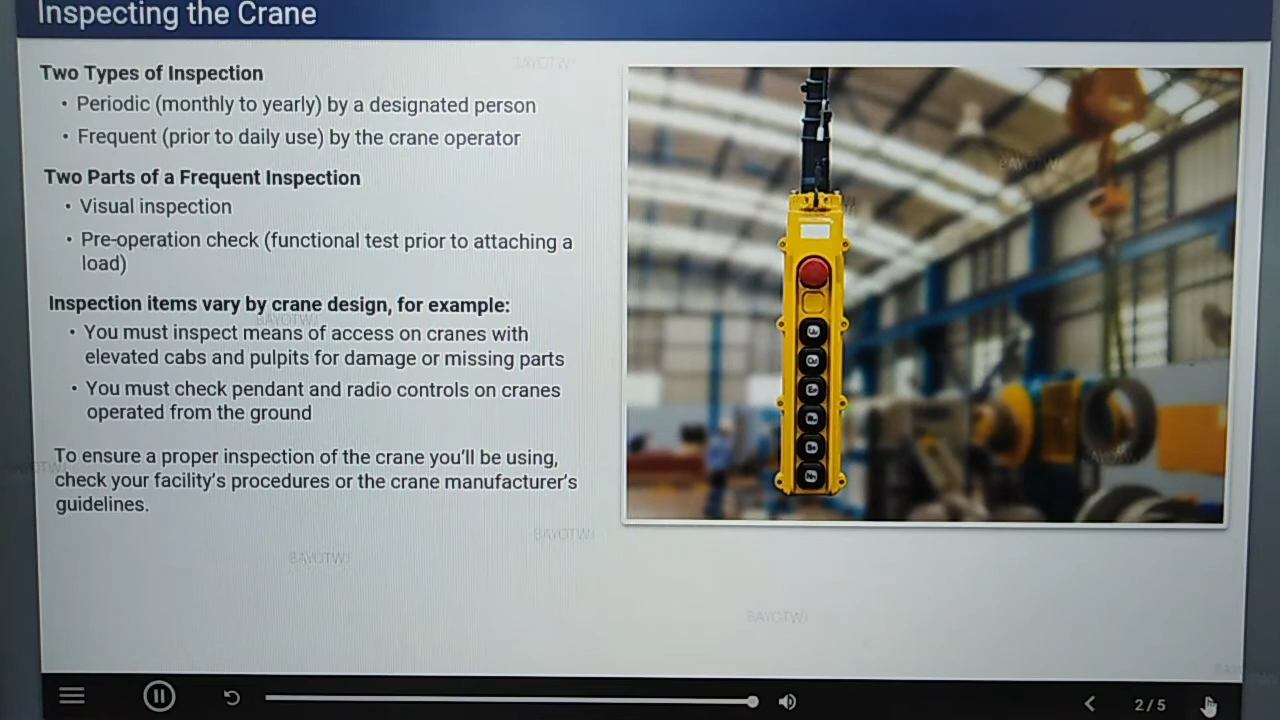 Inspecting the Crane
Two Types of Inspection
• Periodic (monthly to yearly) by a designated person
• Frequent (prior to daily use) by the crane operator
Two Parts of a Frequent Inspection
• Visual inspection
• Pre-operation check (functional test prior to attaching a
load)
Inspection items vary by crane design, for example:
• You must inspect means of access on cranes with
elevated cabs and pulpits for damage or missing parts
• You must check pendant and radio controls on cranes
operated from the ground
To ensure a proper inspection of the crane you'll be using,
check your facility's procedures or the crane manufacturer's
guidelines.
2 / 5